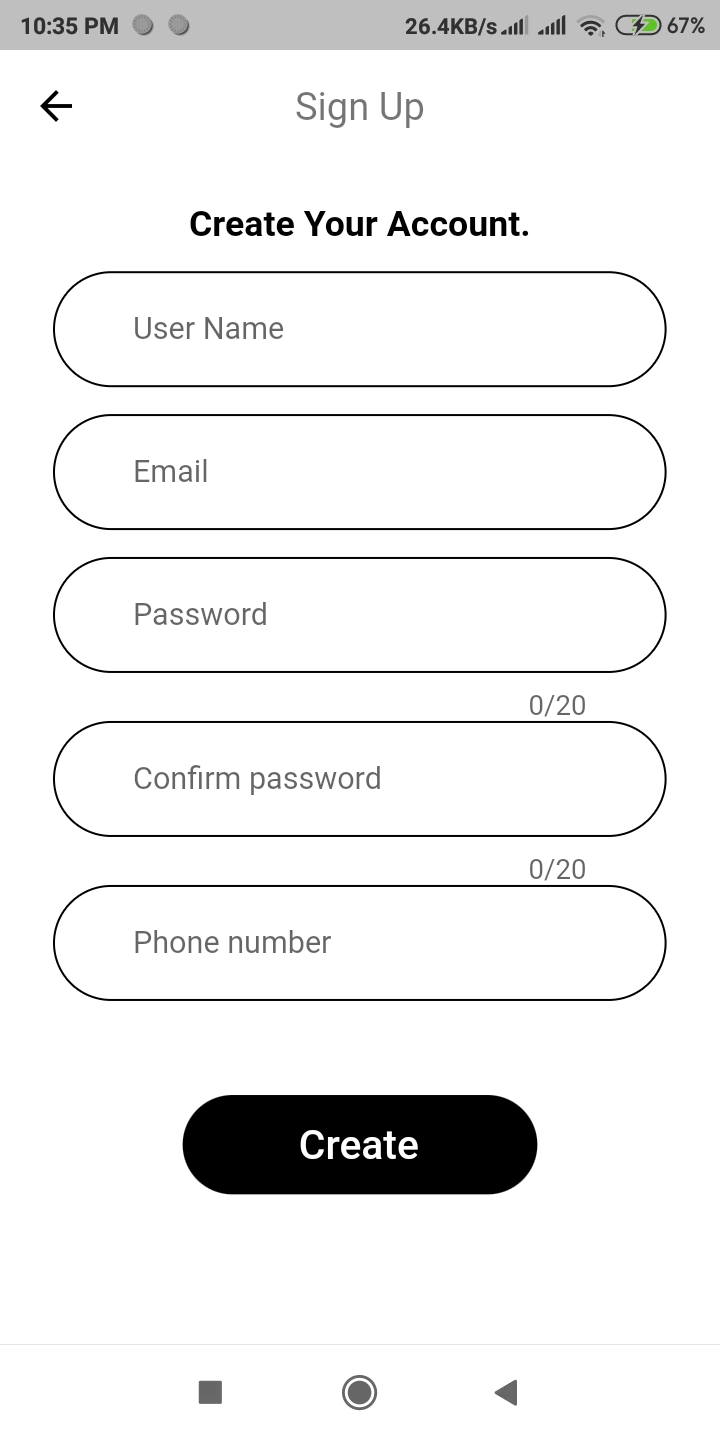 10:35 PM 26.4KB/s 67%
Sign Up
Create Your Account.
User Name
Email
Password
0/20
Confirm password
0/20
Phone number
Create